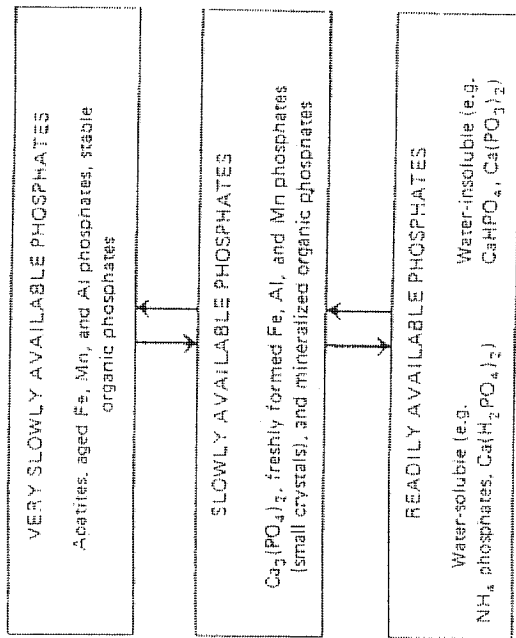 VERY SLOWLY AVAILABLE PHOSPHATES
Apatites, aged Fe, Mn, and Al phosphates, stable
organic phosphates
SLOWLY AVAILABLE PHOSPHATES
Ca₃(PO₄)₂, freshly formed Fe, Al, and Mn phosphates
(small crystals), and mineralized organic phosphates
READILY AVAILABLE PHOSPHATES
Water-soluble (e.g.
NH₄ phosphates, Ca(H₂PO₄)₂)
Water-insoluble (e.g.
CaHPO₄, Ca(PO₃)₂)